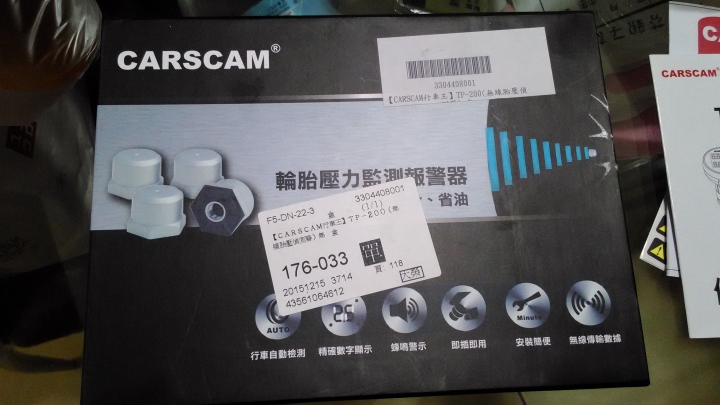 CARSCAM®
3304408001
【CARSCAM行車王】TP-200(無線胎壓偵
CARSCAM
輪胎壓力監測報警器
、省油
F5-DN-22-3
盒
3304408001
(1/1)
【CARSCAM行車王】TP-200(無
線胎壓偵測器)
176-033
單
頁: 118
20151215 3714
43561064612
AUTO
2.5
Minute
行車自動檢測
精確數字顯示
蜂鳴警示
即插即用
安裝簡便
無線傳輸數據